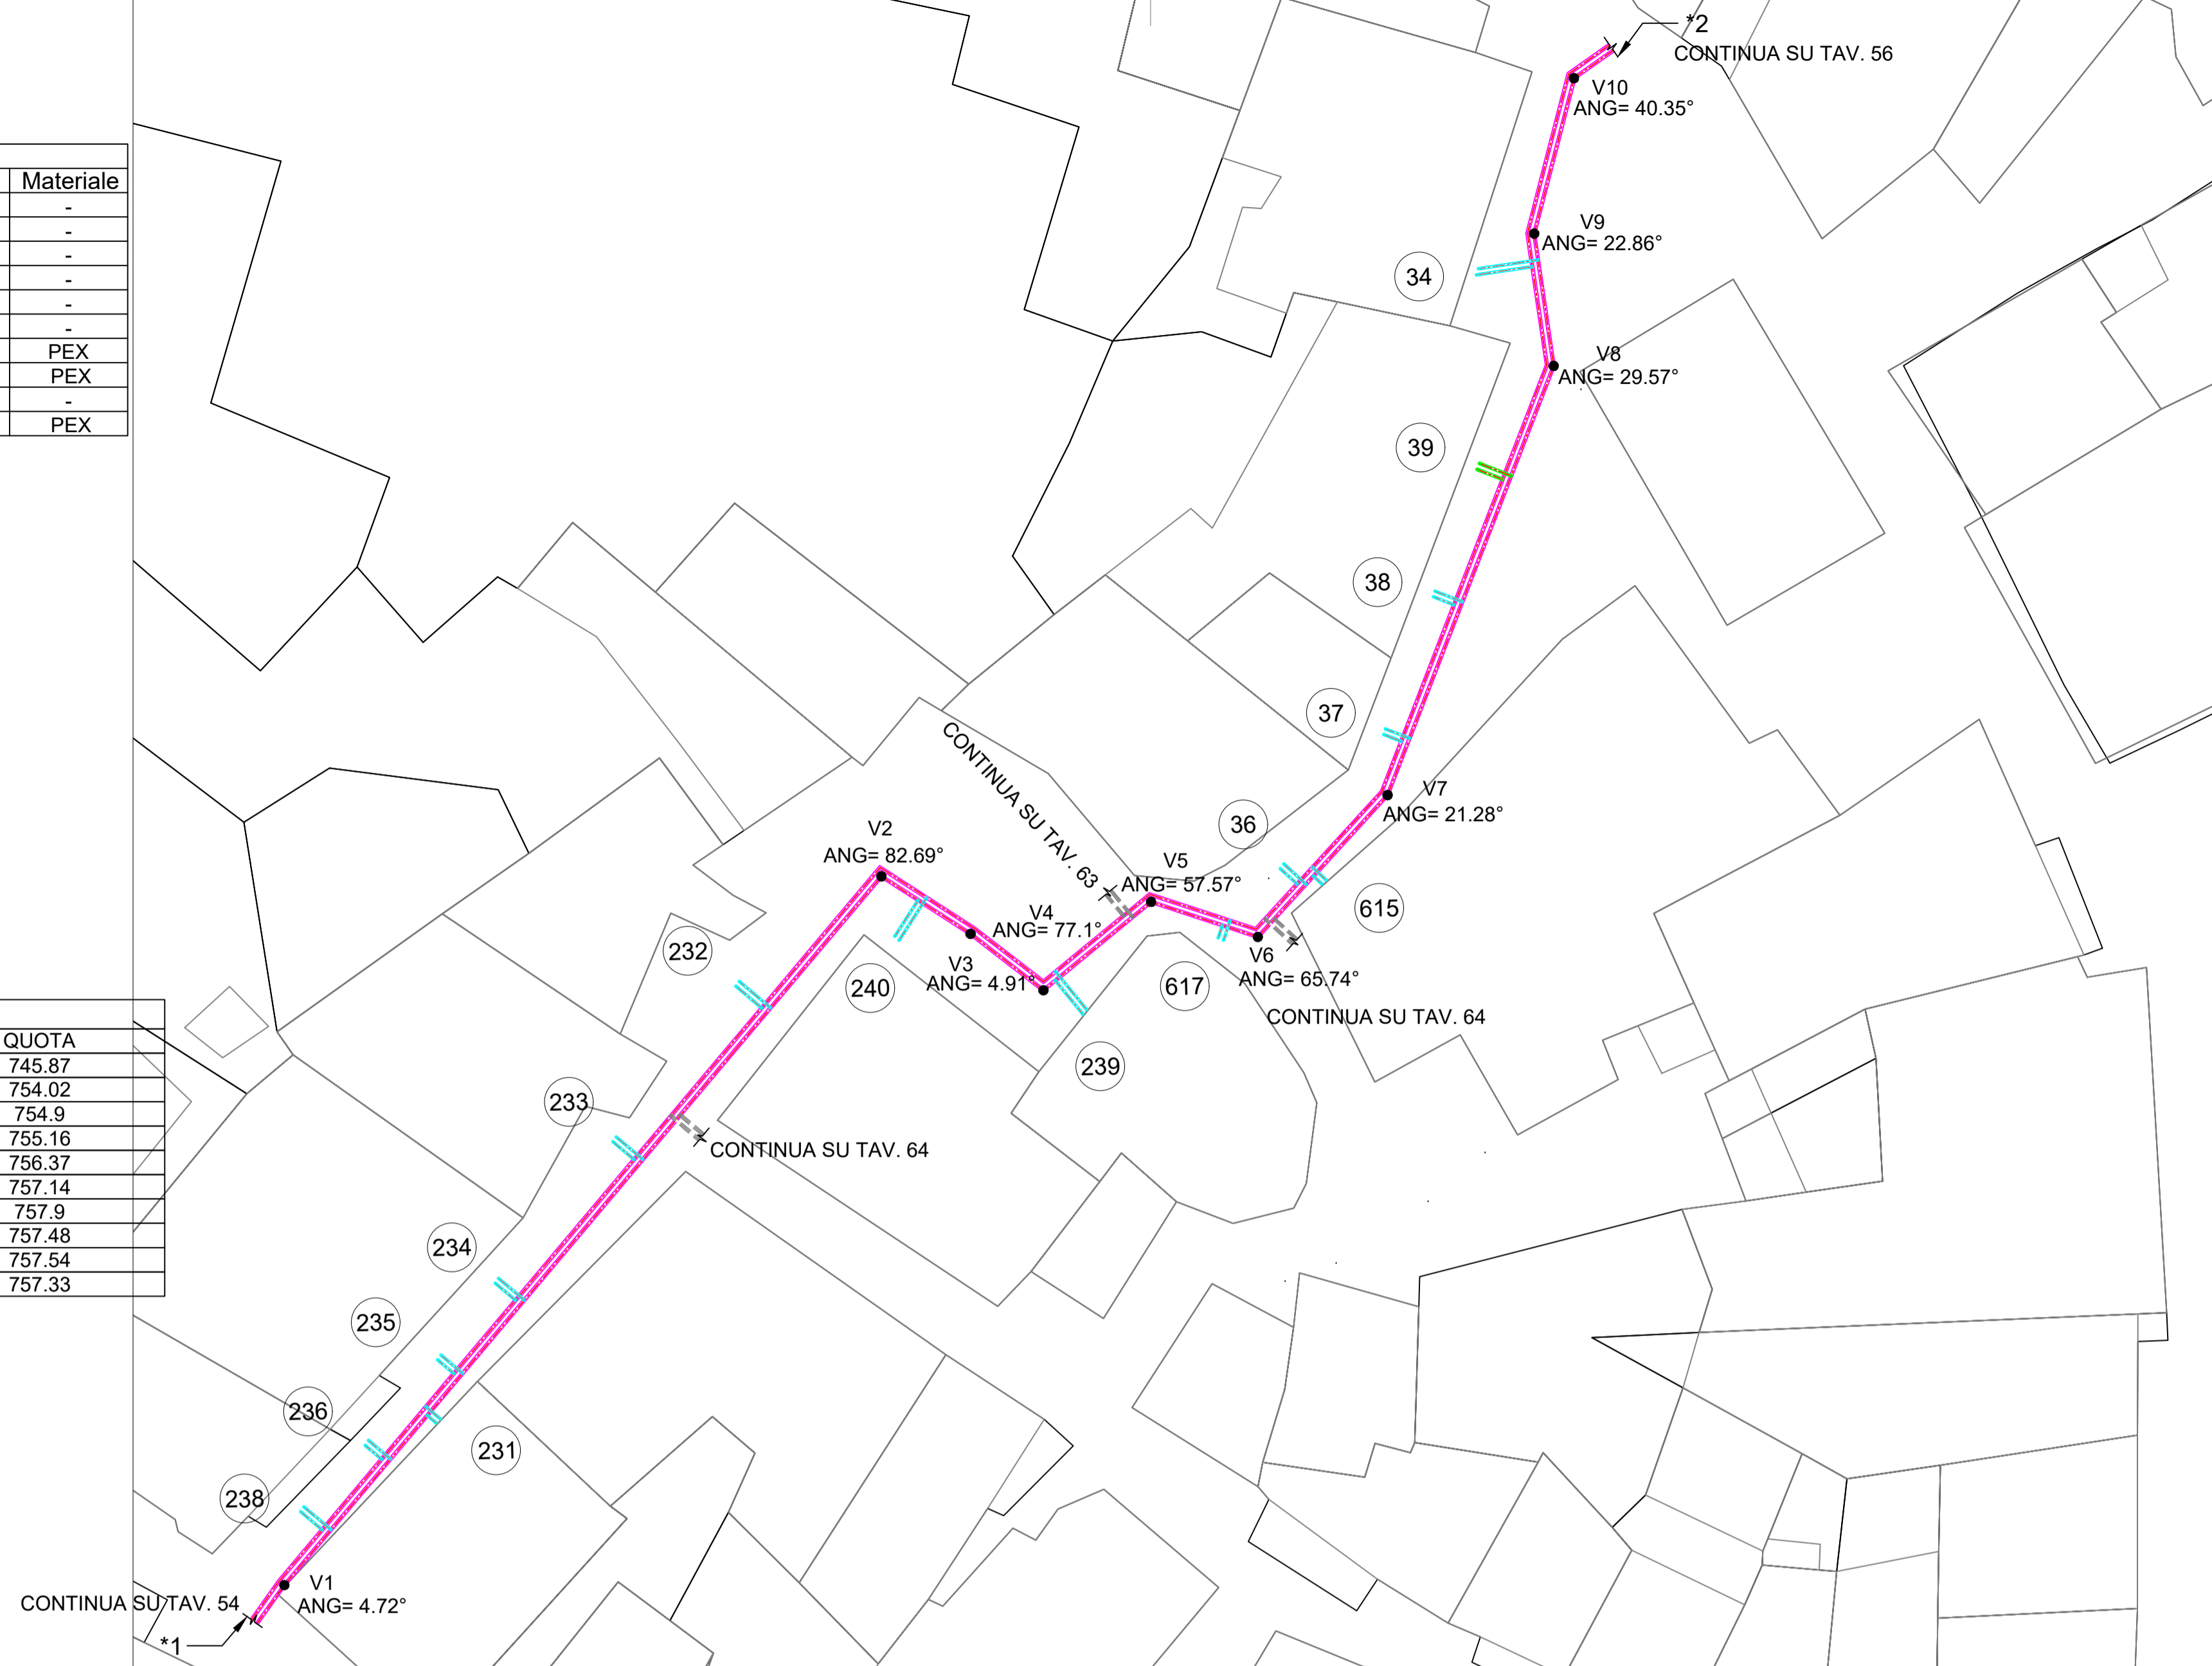 *2
CONTINUA SU TAV. 56
V10
ANG= 40.35°
Materiale
-
-
-
-
-
-
PEX
PEX
-
PEX
V9
ANG= 22.86°
34
V8
ANG= 29.57°
39
38
37
CONTINUA SU TAV. 63
V7
ANG= 21.28°
36
V2
ANG= 82.69°
V5
ANG= 57.57°
615
V4
ANG= 77.1°
232
V3
ANG= 4.91°
V6
ANG= 65.74°
240
617
CONTINUA SU TAV. 64
QUOTA
745.87
754.02
754.9
755.16
756.37
757.14
757.9
757.48
757.54
757.33
239
233
CONTINUA SU TAV. 64
234
235
236
231
238
V1
ANG= 4.72°
CONTINUA SU TAV. 54
*1